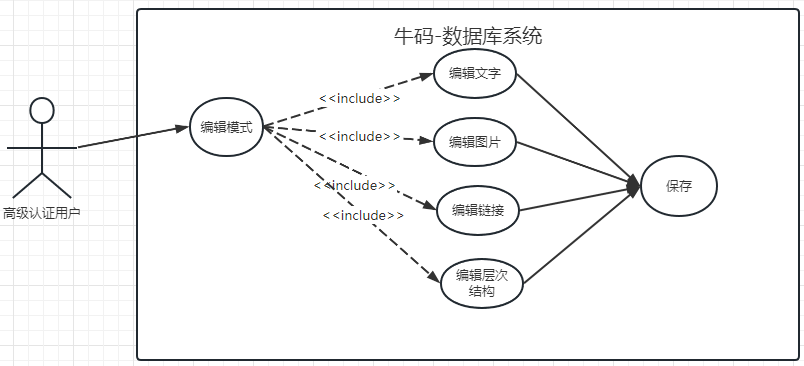 牛码-数据库系统
编辑文字
<<include>>
编辑模式
<<include>>
编辑图片
<<include>>
保存
编辑链接
<<include>>
高级认证用户
编辑层次
结构